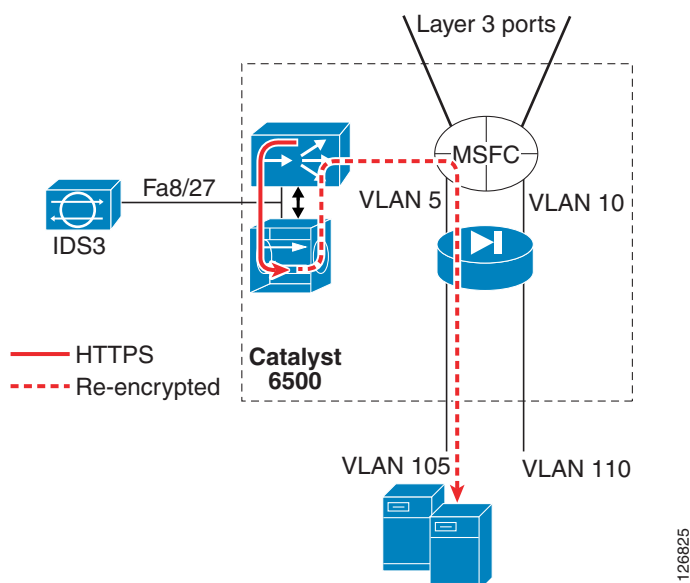 Layer 3 ports
MSFC
Fa8/27
VLAN 5
VLAN 10
IDS3
HTTPS
Re-encrypted
Catalyst
6500
VLAN 105
VLAN 110
126825